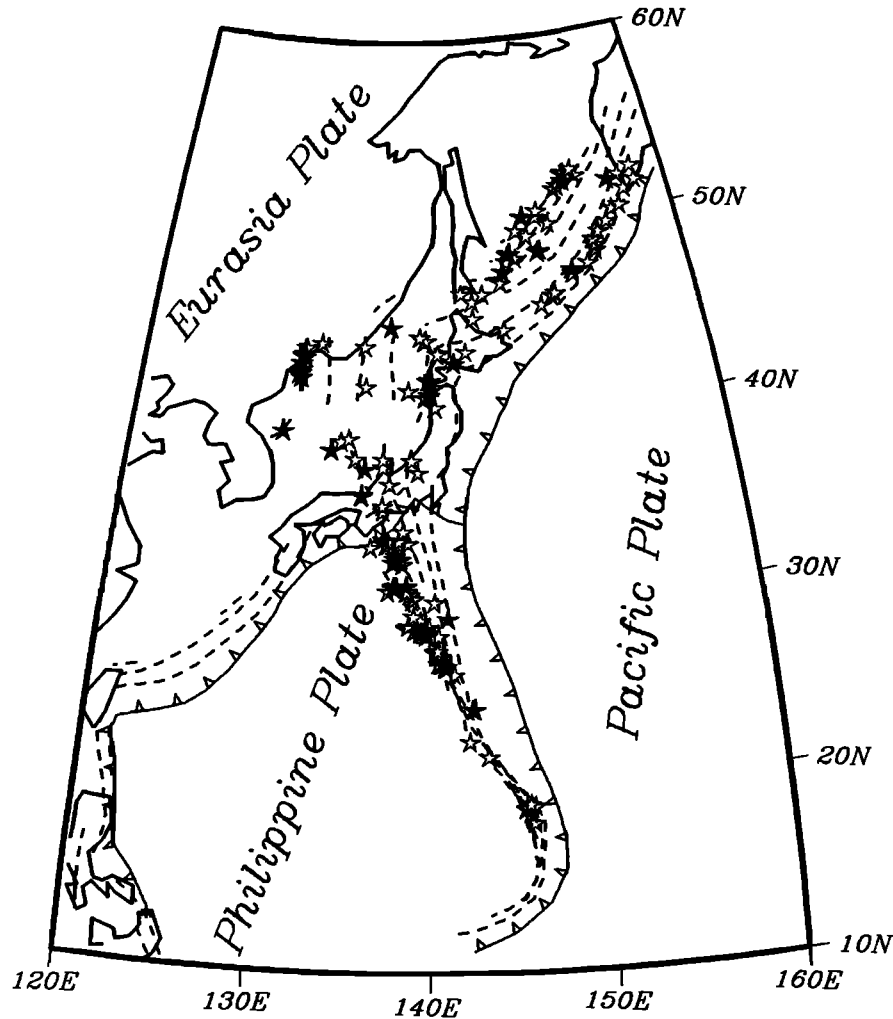 60N
Eurasia Plate
50N
40N
Pacific Plate
30N
Philippine Plate
20N
10N
120E
130E
140E
150E
160E